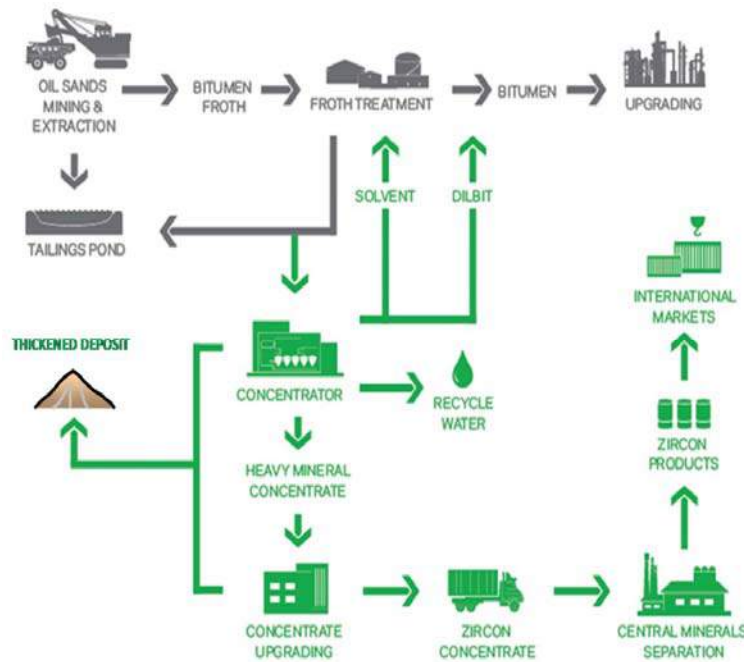 OIL SANDS
MINING &
EXTRACTION
BITUMEN
FROTH
FROTH TREATMENT
BITUMEN
UPGRADING
SOLVENT
DILBIT
TAILINGS POND
INTERNATIONAL
MARKETS
THICKENED DEPOSIT
CONCENTRATOR
RECYCLE
WATER
ZIRCON
PRODUCTS
HEAVY MINERAL
CONCENTRATE
CONCENTRATE
UPGRADING
ZIRCON
CONCENTRATE
CENTRAL MINERALS
SEPARATION